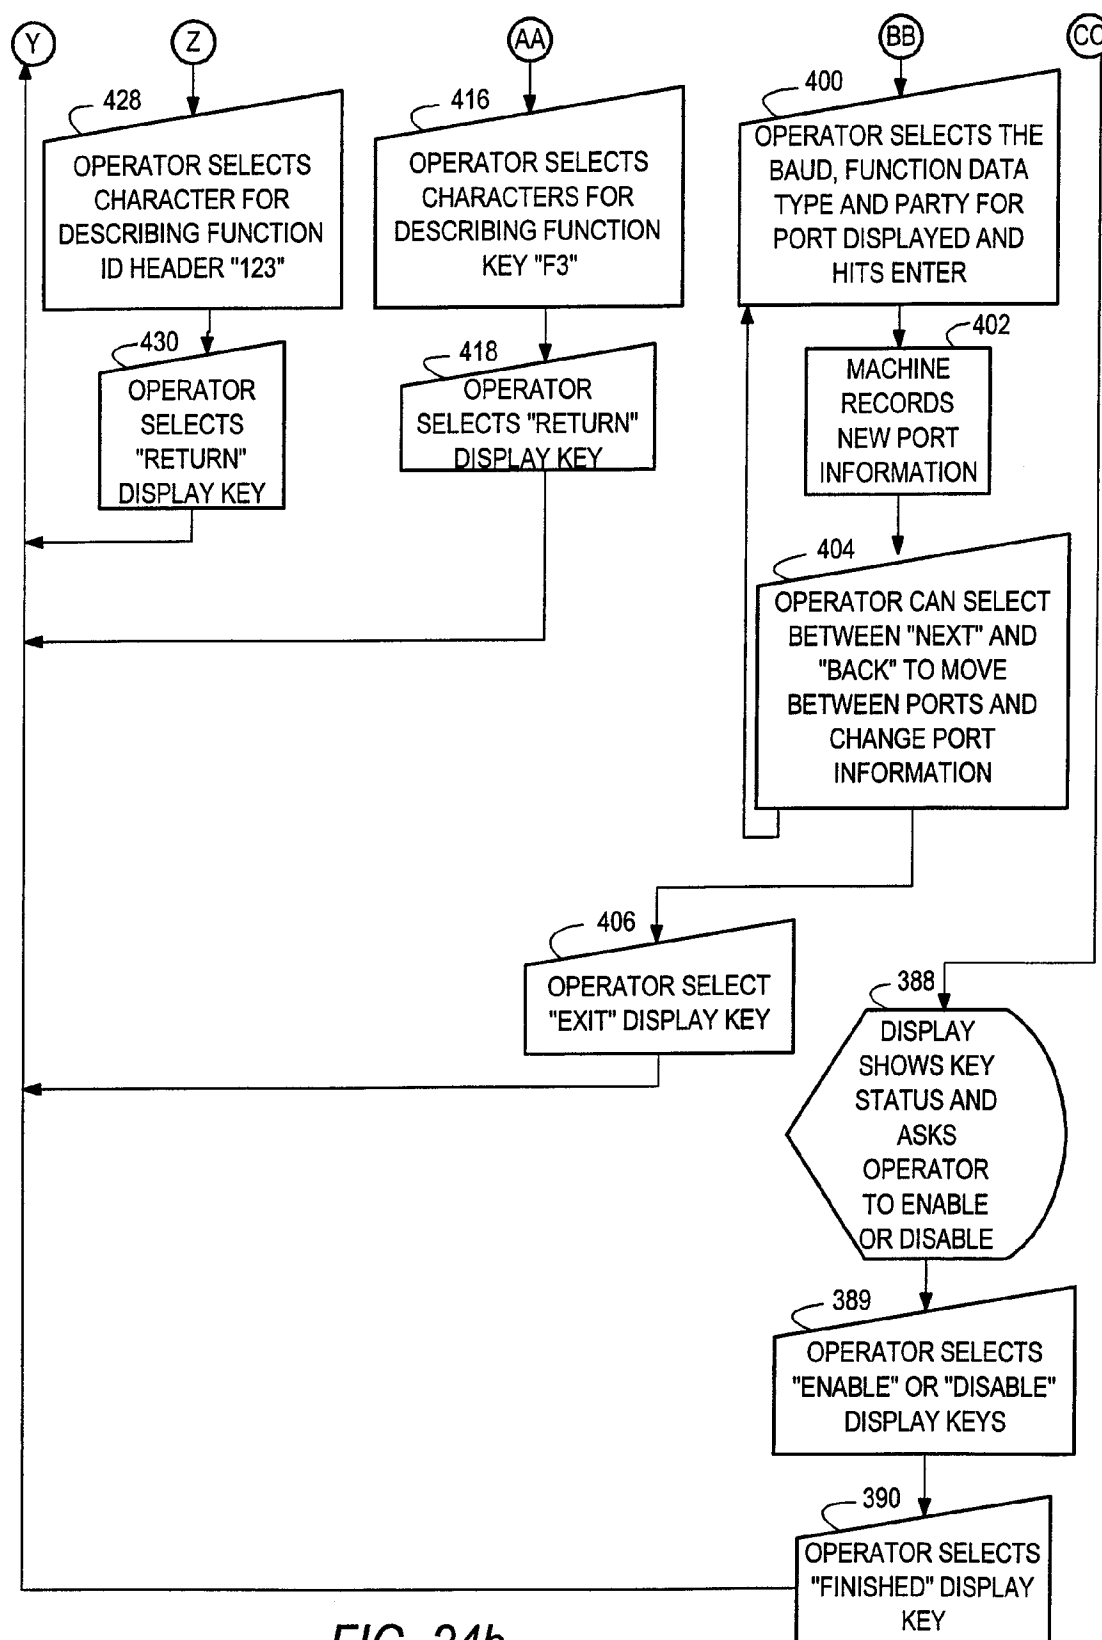 Y
Z
AA
BB
CC
428
OPERATOR SELECTS
CHARACTER FOR
DESCRIBING FUNCTION
ID HEADER "123"
430
OPERATOR
SELECTS
"RETURN"
DISPLAY KEY
416
OPERATOR SELECTS
CHARACTERS FOR
DESCRIBING FUNCTION
KEY "F3"
418
OPERATOR
SELECTS "RETURN"
DISPLAY KEY
400
OPERATOR SELECTS THE
BAUD, FUNCTION DATA
TYPE AND PARTY FOR
PORT DISPLAYED AND
HITS ENTER
402
MACHINE
RECORDS
NEW PORT
INFORMATION
404
OPERATOR CAN SELECT
BETWEEN "NEXT" AND
"BACK" TO MOVE
BETWEEN PORTS AND
CHANGE PORT
INFORMATION
406
OPERATOR SELECT
"EXIT" DISPLAY KEY
388
DISPLAY
SHOWS KEY
STATUS AND
ASKS
OPERATOR
TO ENABLE
OR DISABLE
389
OPERATOR SELECTS
"ENABLE" OR "DISABLE"
DISPLAY KEYS
390
OPERATOR SELECTS
"FINISHED" DISPLAY
KEY
FIG. 24b